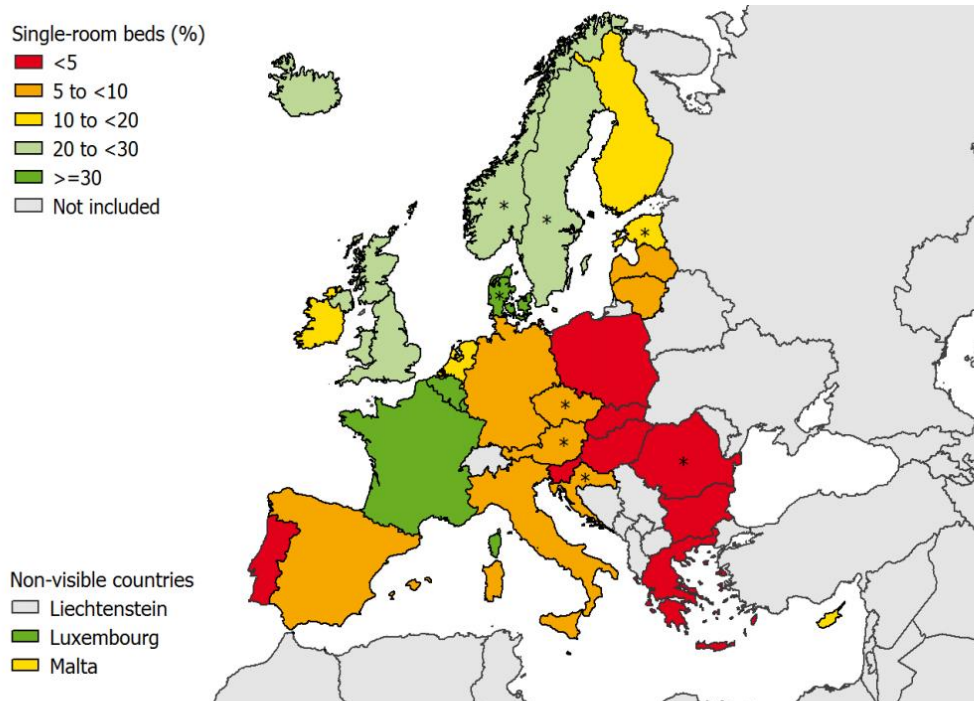 Single-room beds (%)
<5
5 to <10
10 to <20
20 to <30
>=30
Not included
*
*
*
*
*
*
*
*
Non-visible countries
Liechtenstein
Luxembourg
Malta